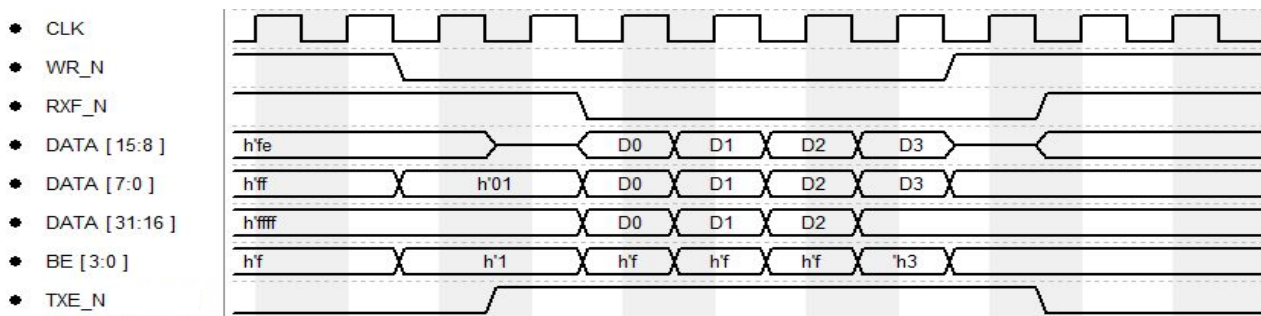 CLK
WR_N
RXF_N
DATA [ 15:8 ] h'fe D0 D1 D2 D3
DATA [7:0 ] h'ff h'01 D0 D1 D2 D3
DATA [31:16 ] h'ffff D0 D1 D2
BE [ 3:0 ] h'f h'1 h'f h'f h'f 'h3
TXE_N